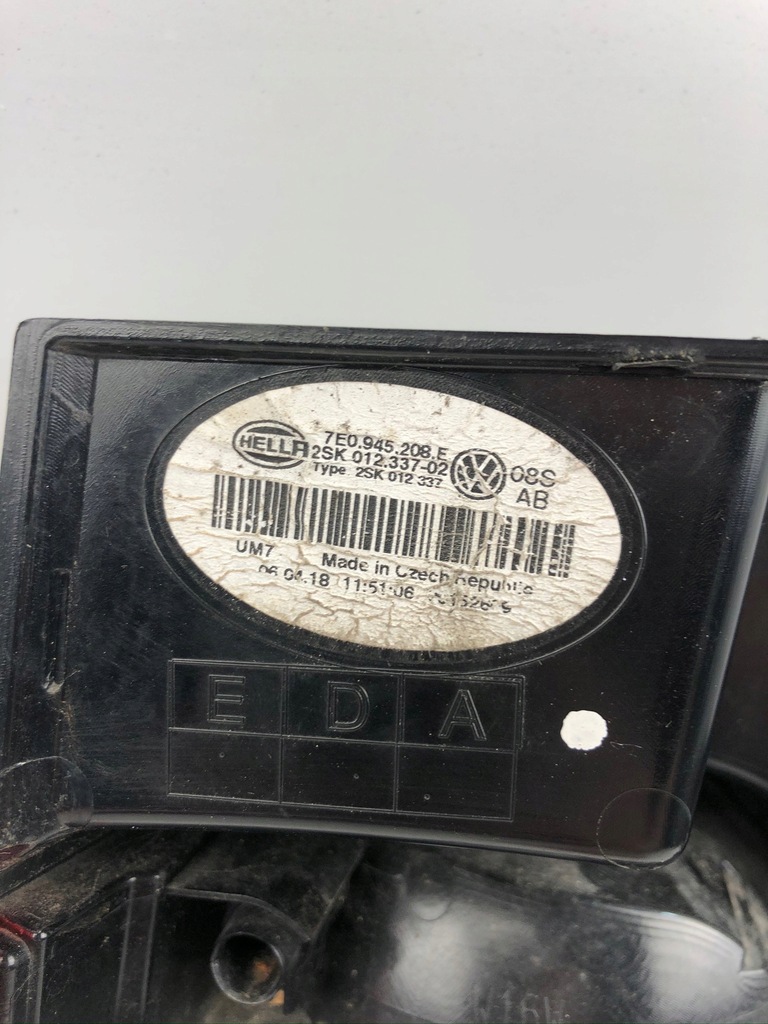 HELLA
7E0.945.208.E
2SK 012.337-02
Type 2SK 012 337
08S
AB
UM7
Made in Czech Republic
06.04.18 11:51:06
E D A
W16W